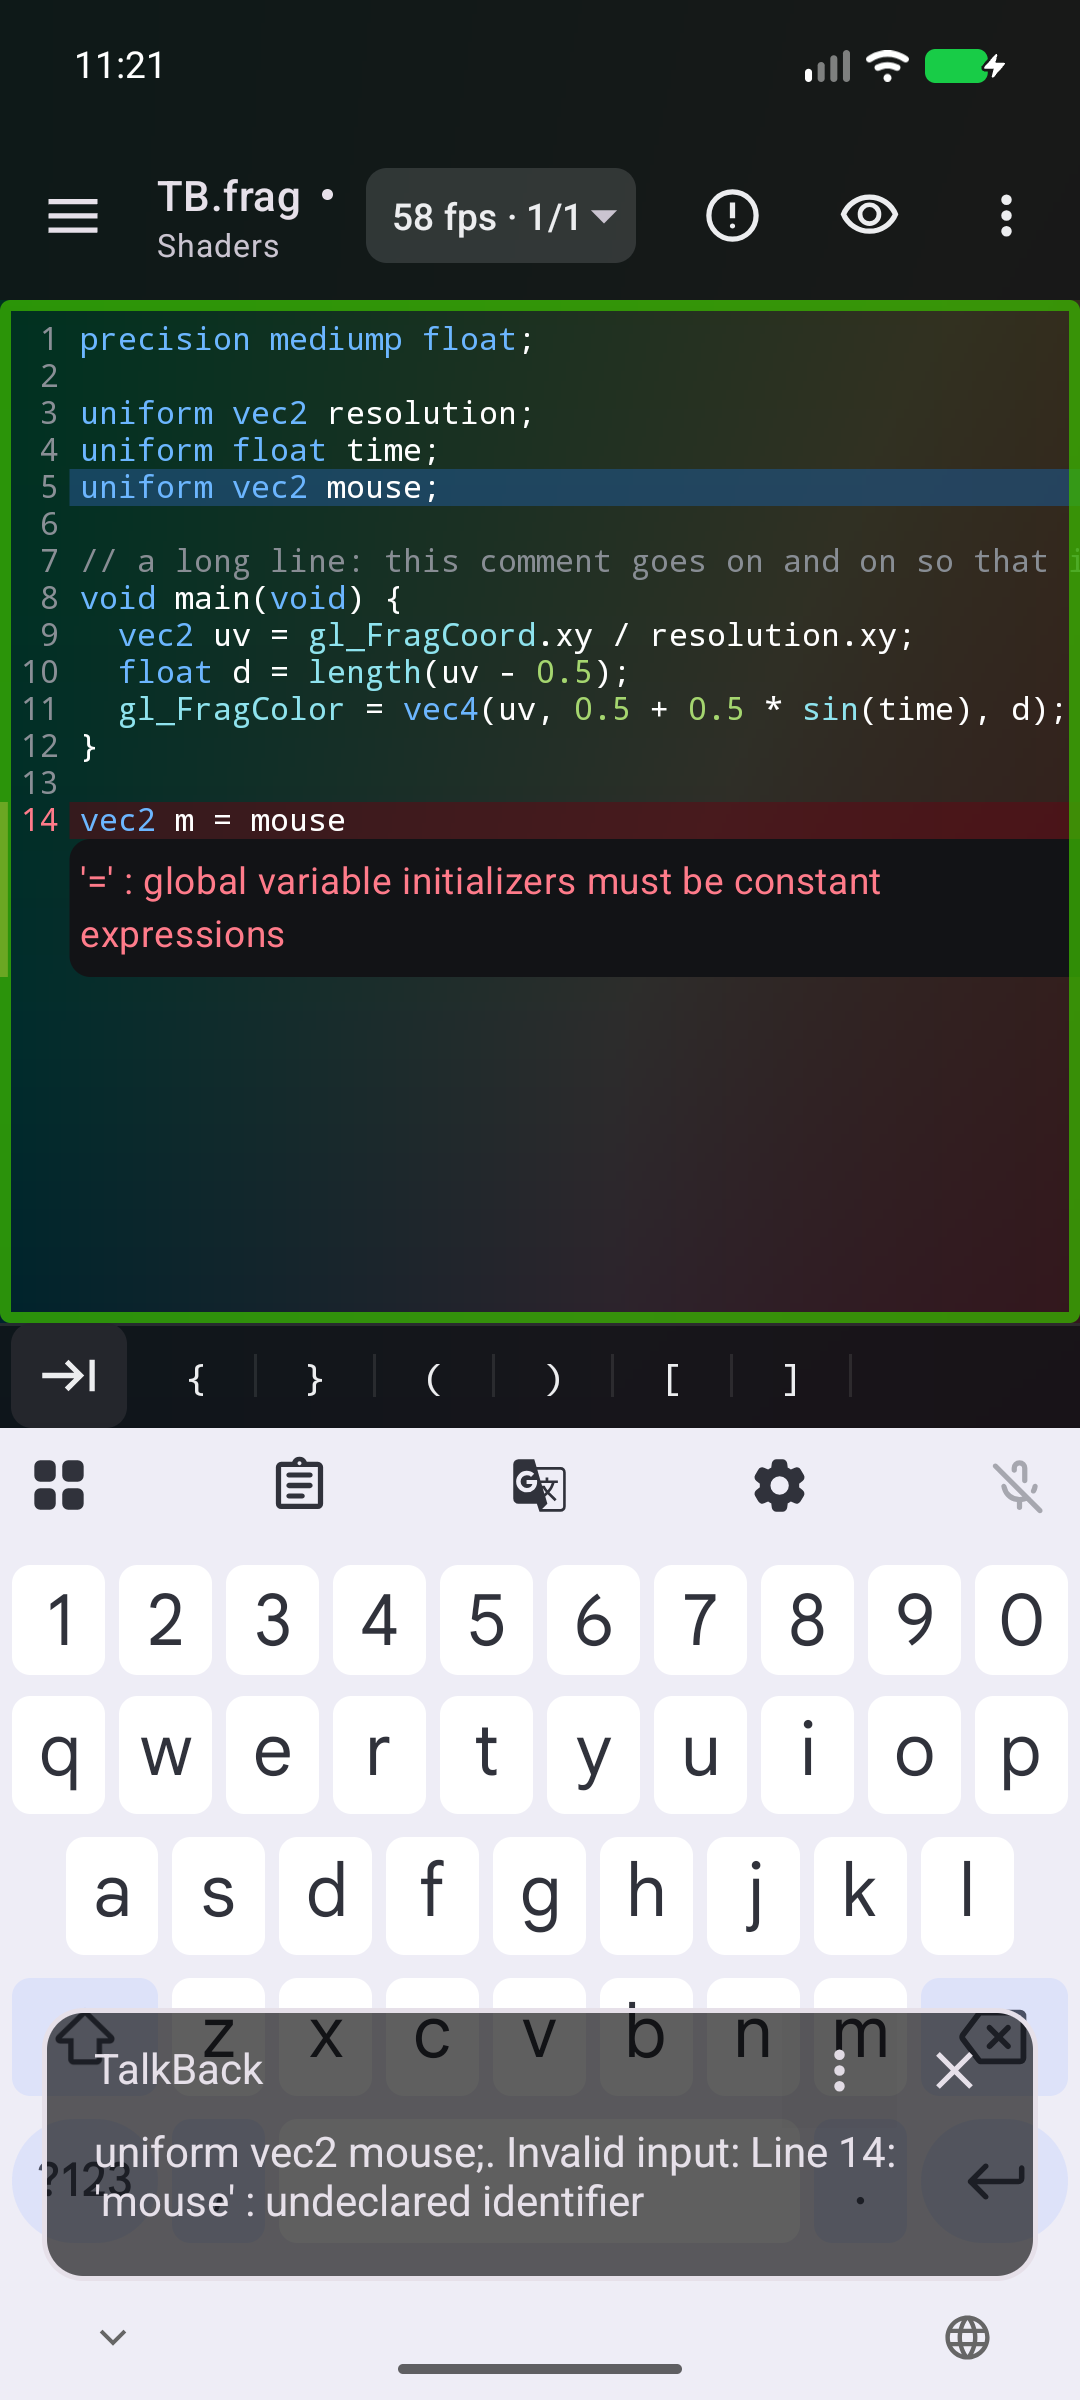 11:21
TB.frag •
Shaders
58 fps · 1/1
1 precision mediump float;
2
3 uniform vec2 resolution;
4 uniform float time;
5 uniform vec2 mouse;
6
7 // a long line: this comment goes on and on so that i
8 void main(void) {
9 vec2 uv = gl_FragCoord.xy / resolution.xy;
10 float d = length(uv - 0.5);
11 gl_FragColor = vec4(uv, 0.5 + 0.5 * sin(time), d);
12 }
13
14 vec2 m = mouse
'=' : global variable initializers must be constant
expressions
{ } ( ) [ ]
1 2 3 4 5 6 7 8 9 0
q w e r t y u i o p
a s d f g h j k l
z x c v b n m
TalkBack
uniform vec2 mouse;. Invalid input: Line 14:
'mouse' : undeclared identifier
?123 .